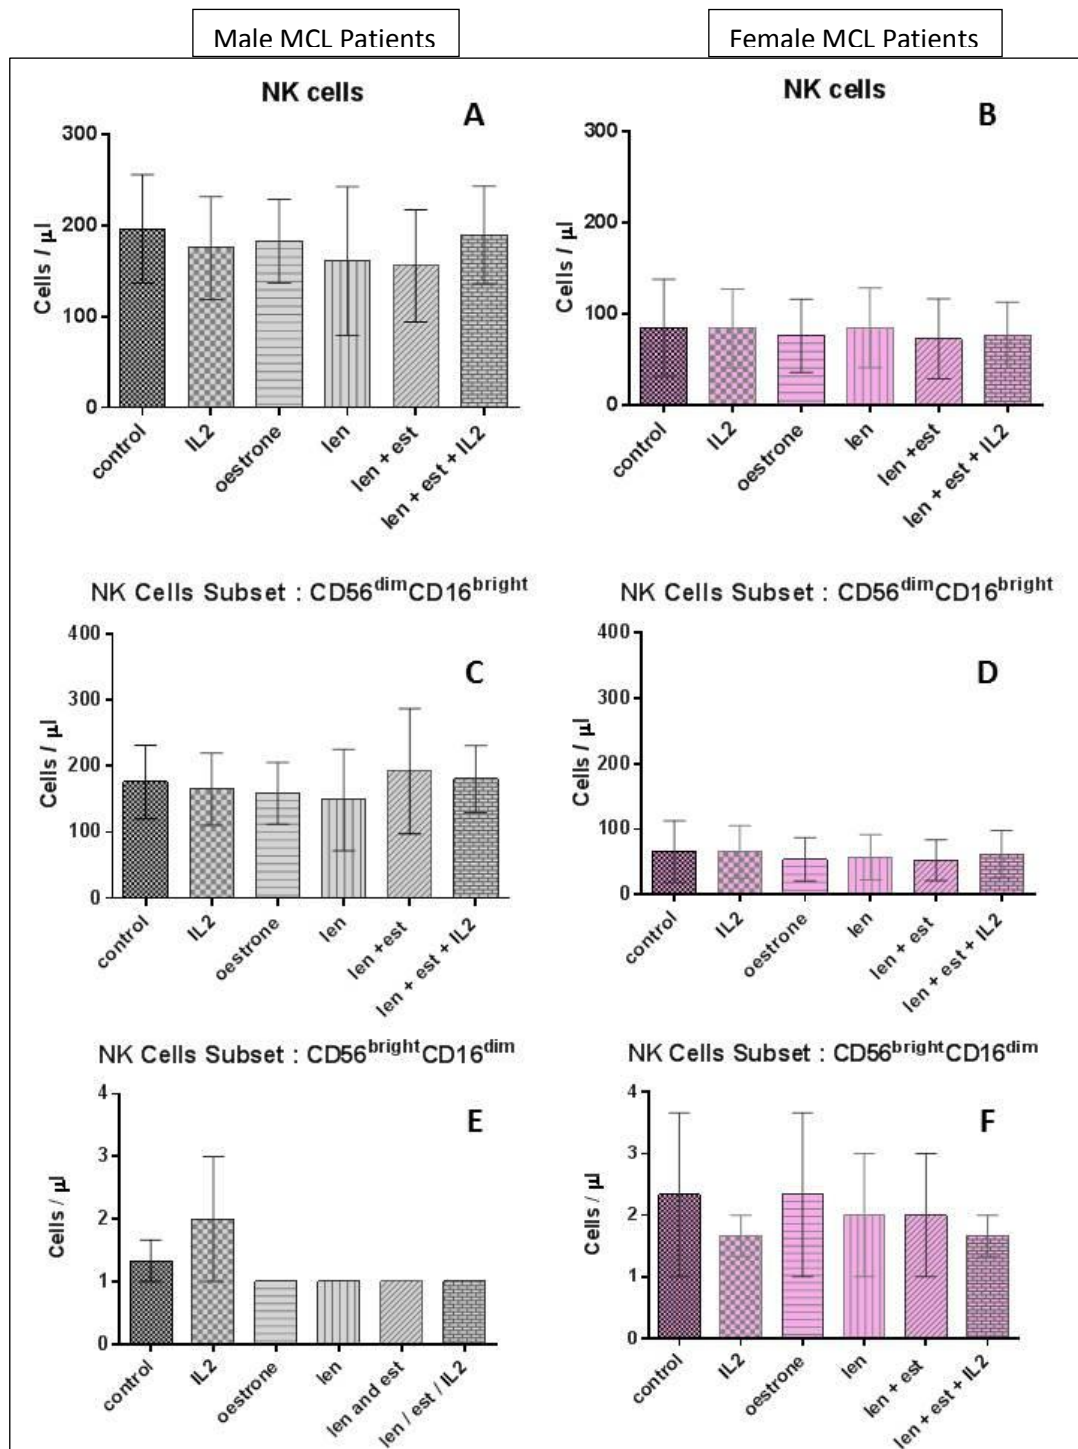 Male MCL Patients
Female MCL Patients
NK cells
A
300
200
100
0
Cells / µl
control
IL2
oestrone
len
len + est
len + est + IL2
NK cells
B
300
200
100
0
Cells / µl
control
IL2
oestrone
len
len +est
len + est + IL2
NK Cells Subset : CD56dimCD16bright
C
400
300
200
100
0
Cells / µl
control
IL2
oestrone
len
len +est
len + est + IL2
NK Cells Subset : CD56dimCD16bright
D
400
300
200
100
0
Cells / µl
control
IL2
oestrone
len
len + est
len + est + IL2
NK Cells Subset : CD56brightCD16dim
E
4
3
2
1
0
Cells / µl
control
IL2
oestrone
len
len and est
len / est / IL2
NK Cells Subset : CD56brightCD16dim
F
4
3
2
1
0
Cells / µl
control
IL2
oestrone
len
len + est
len + est + IL2